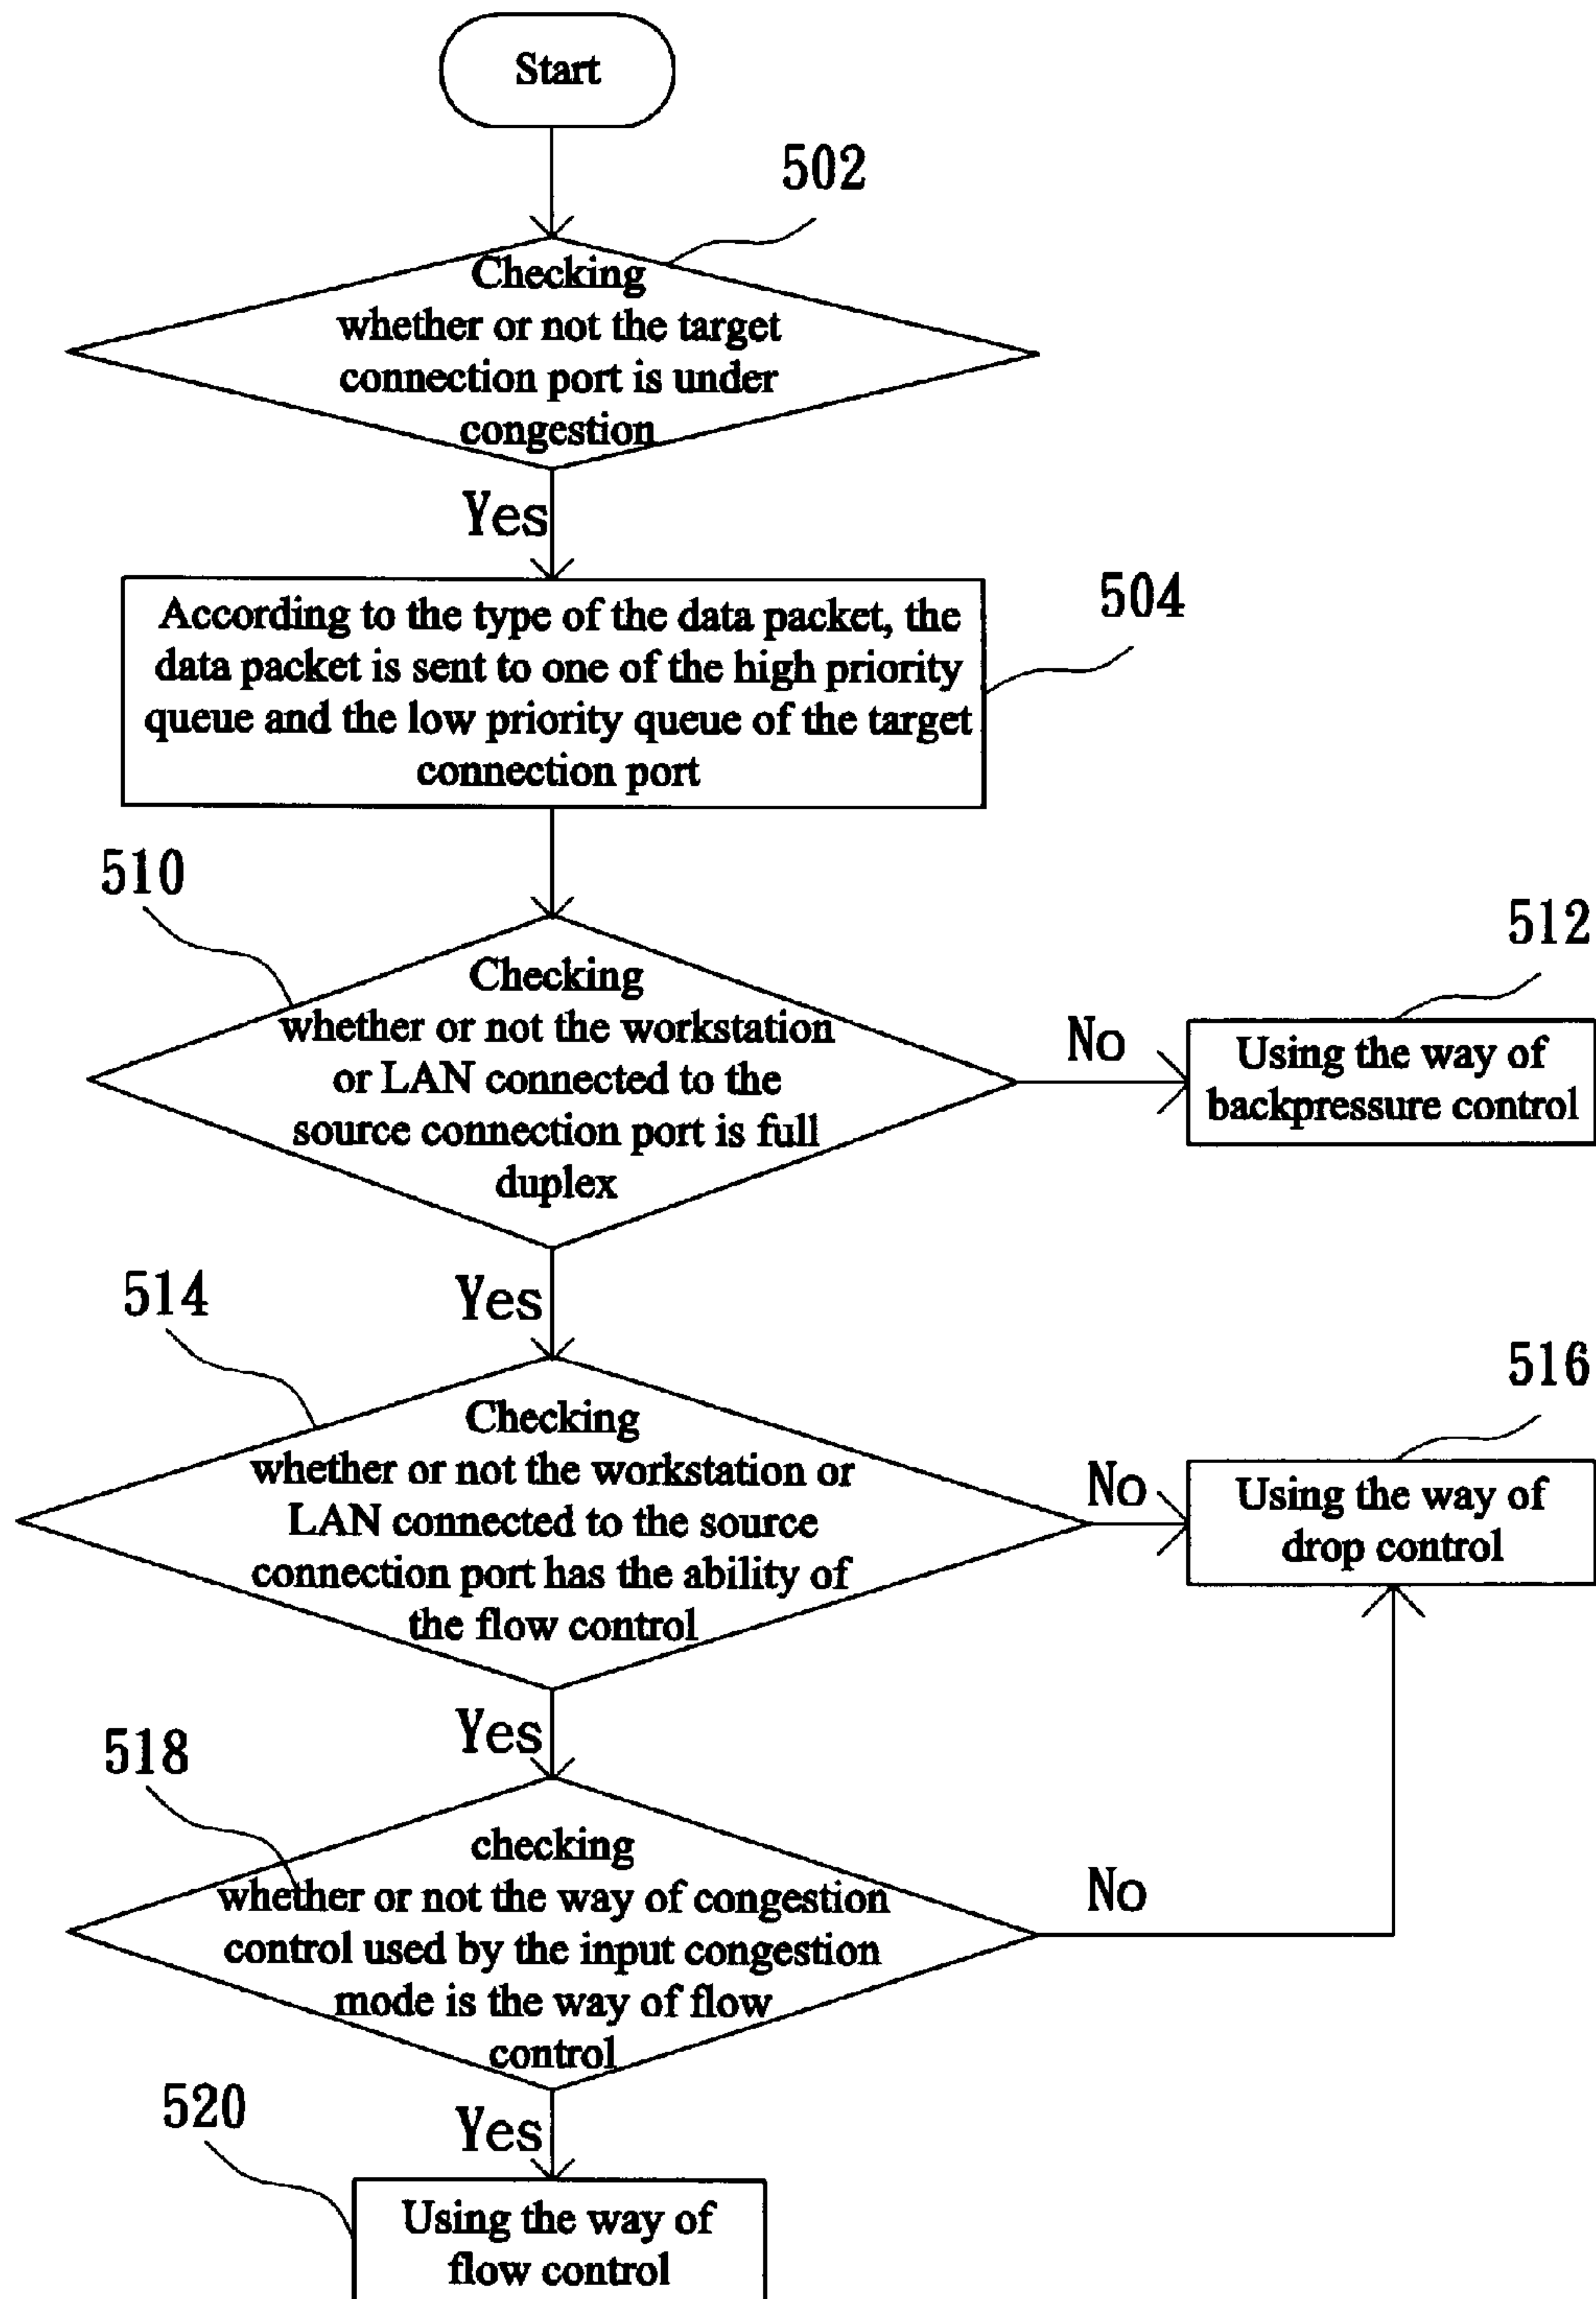 Start
502
Checking
whether or not the target
connection port is under
congestion
Yes
According to the type of the data packet, the
data packet is sent to one of the high priority
queue and the low priority queue of the target
connection port
504
510
Checking
whether or not the workstation
or LAN connected to the
source connection port is full
duplex
No
512
Using the way of
backpressure control
Yes
514
Checking
whether or not the workstation or
LAN connected to the source
connection port has the ability of
the flow control
No
516
Using the way of
drop control
Yes
518
checking
whether or not the way of congestion
control used by the input congestion
mode is the way of flow
control
No
Yes
520
Using the way of
flow control